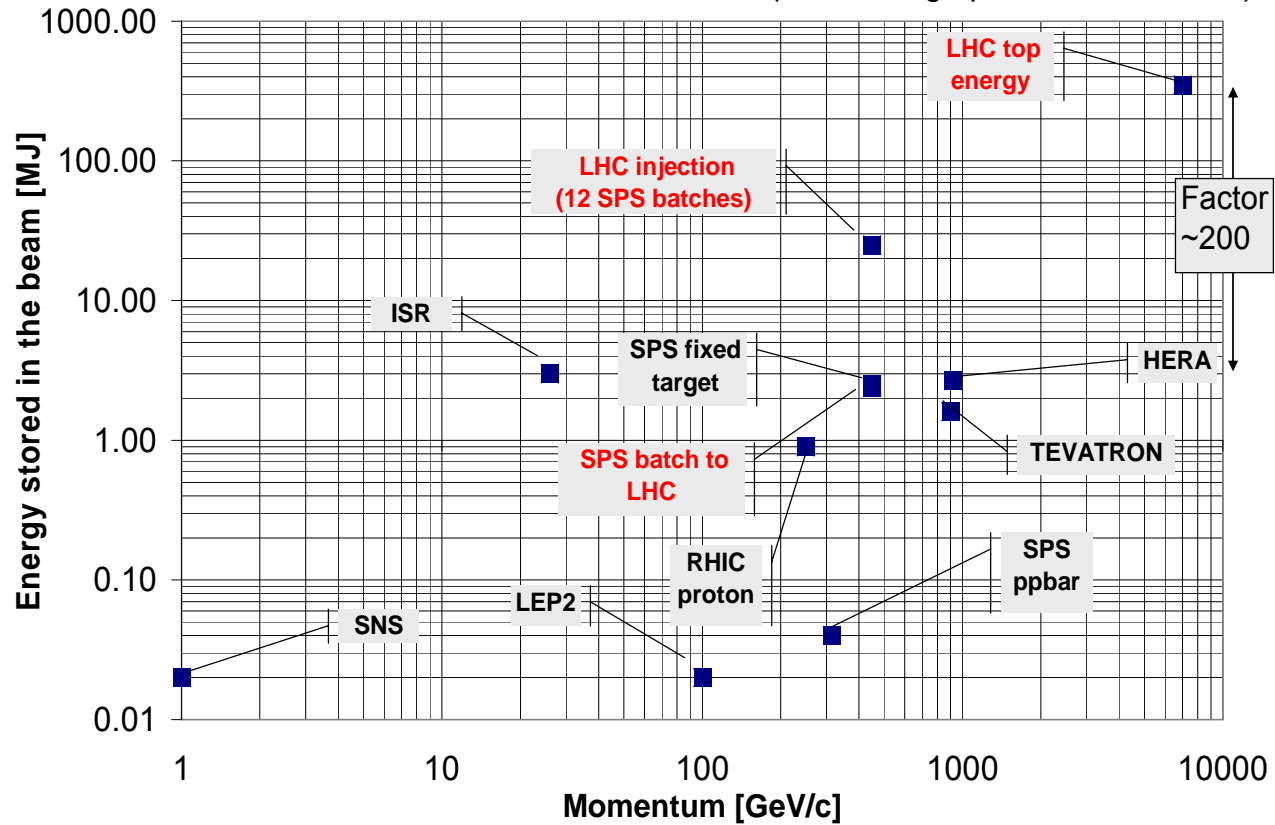 1000.00
100.00
10.00
1.00
0.10
0.01
Energy stored in the beam [MJ]
LHC top
energy
LHC injection
(12 SPS batches)
Factor
~200
ISR
SPS fixed
target
HERA
SPS batch to
LHC
TEVATRON
RHIC
proton
SPS
ppbar
LEP2
SNS
1
10
100
1000
10000
Momentum [GeV/c]